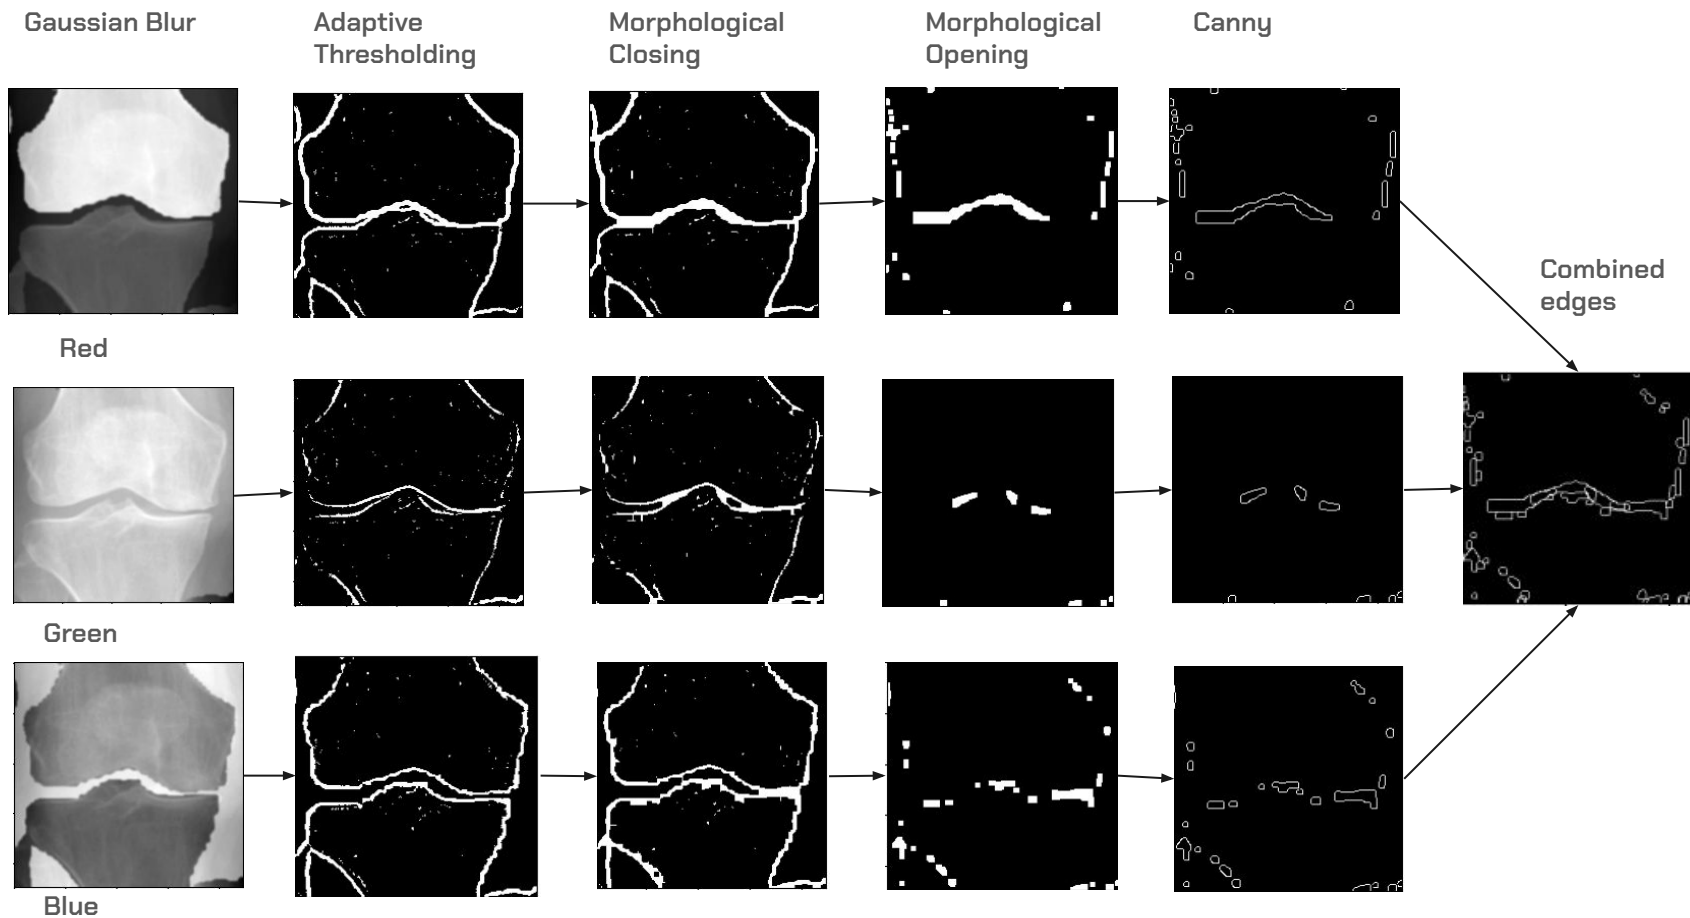 Gaussian Blur
Adaptive
Thresholding
Morphological
Closing
Morphological
Opening
Canny
Combined
edges
Red
Green
Blue